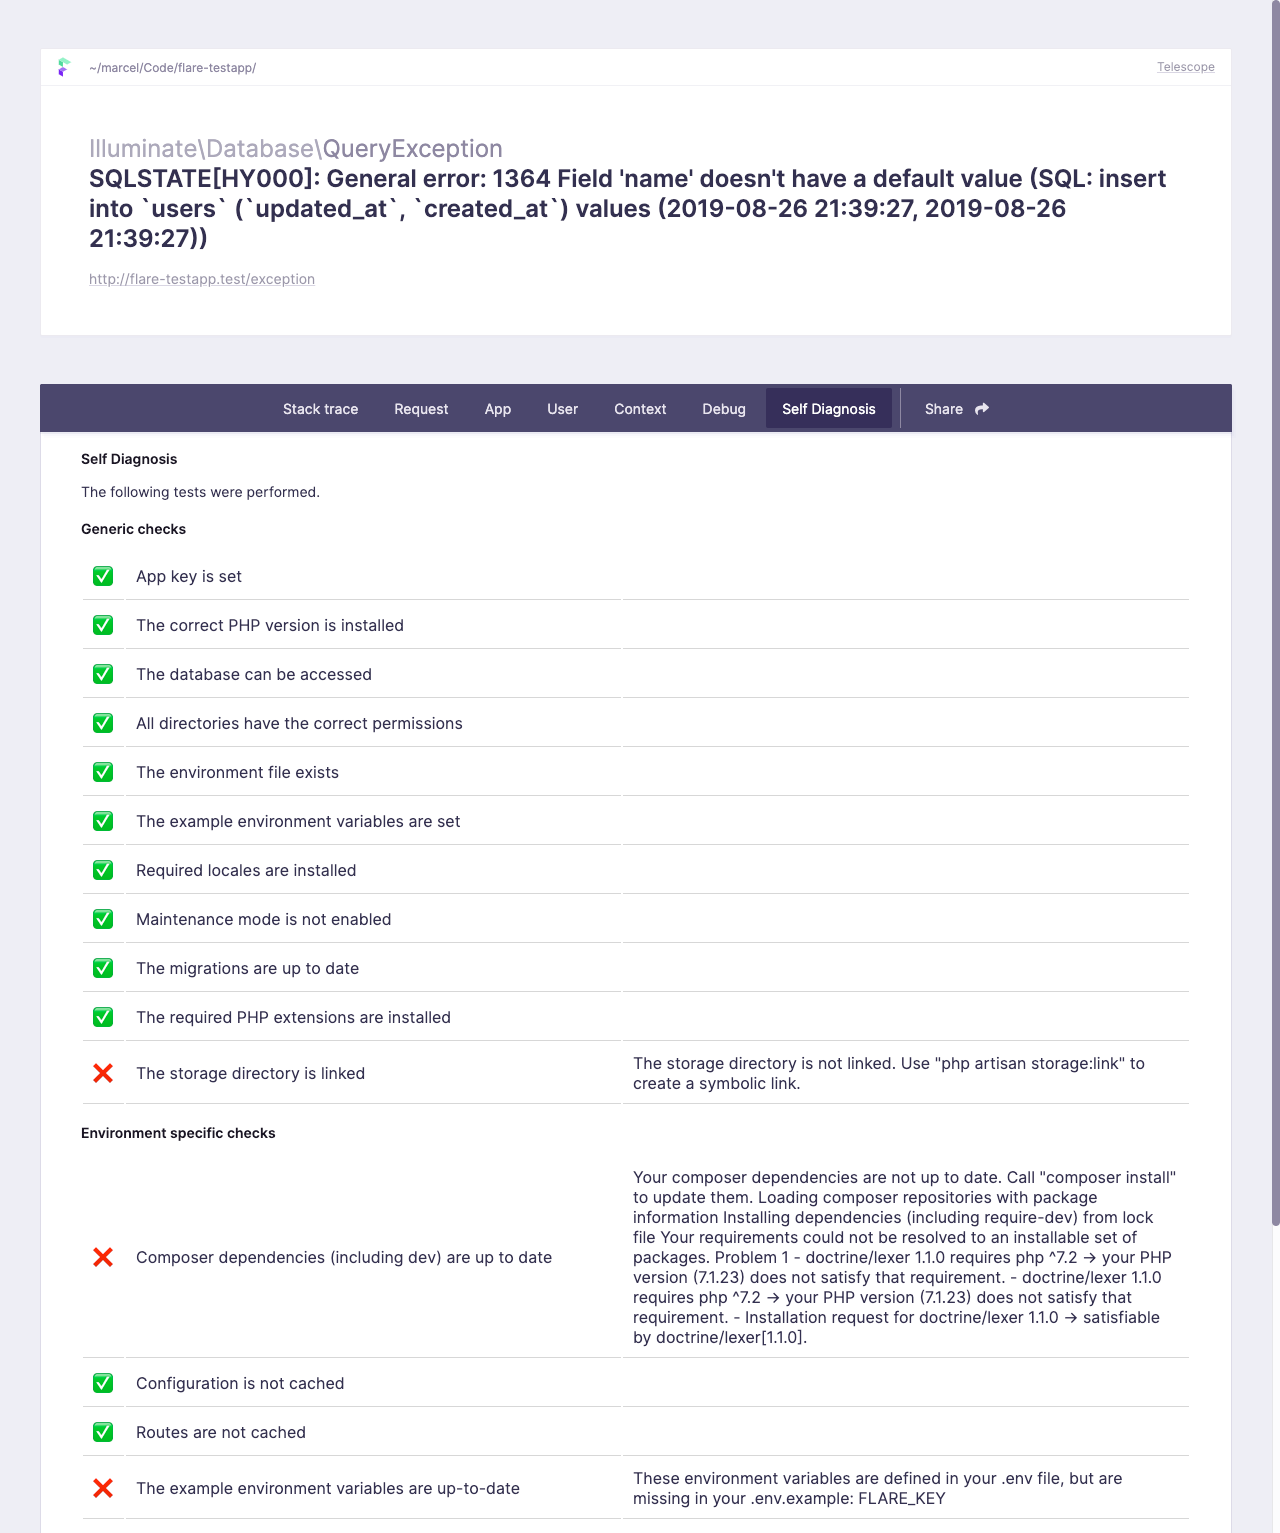 ~/marcel/Code/flare-testapp/
Telescope
Illuminate\Database\QueryException
SQLSTATE[HY000]: General error: 1364 Field 'name' doesn't have a default value (SQL: insert
into `users` (`updated_at`, `created_at`) values (2019-08-26 21:39:27, 2019-08-26
21:39:27))
http://flare-testapp.test/exception
Stack trace Request App User Context Debug Self Diagnosis Share
Self Diagnosis
The following tests were performed.
Generic checks
App key is set
The correct PHP version is installed
The database can be accessed
All directories have the correct permissions
The environment file exists
The example environment variables are set
Required locales are installed
Maintenance mode is not enabled
The migrations are up to date
The required PHP extensions are installed
The storage directory is linked
The storage directory is not linked. Use "php artisan storage:link" to
create a symbolic link.
Environment specific checks
Composer dependencies (including dev) are up to date
Your composer dependencies are not up to date. Call "composer install"
to update them. Loading composer repositories with package
information Installing dependencies (including require-dev) from lock
file Your requirements could not be resolved to an installable set of
packages. Problem 1 - doctrine/lexer 1.1.0 requires php ^7.2 → your PHP
version (7.1.23) does not satisfy that requirement. - doctrine/lexer 1.1.0
requires php ^7.2 → your PHP version (7.1.23) does not satisfy that
requirement. - Installation request for doctrine/lexer 1.1.0 → satisfiable
by doctrine/lexer[1.1.0].
Configuration is not cached
Routes are not cached
The example environment variables are up-to-date
These environment variables are defined in your .env file, but are
missing in your .env.example: FLARE_KEY